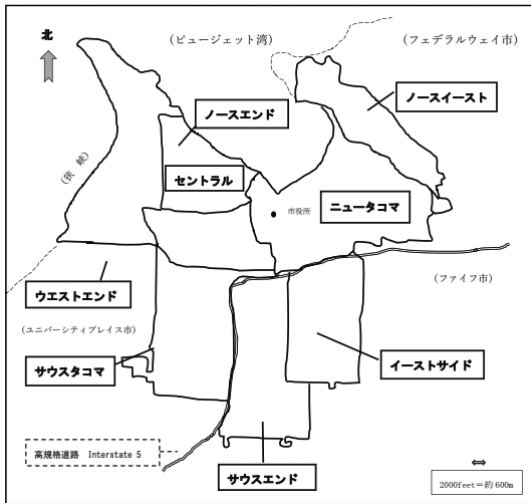 北
(ピュージェット湾)
(フェデラルウェイ市)
ノースエンド
ノースイースト
(狭 峡)
セントラル
市役所
ニュータコマ
ウエストエンド
(ファイフ市)
(ユニバーシティプレイス市)
サウスタコマ
イーストサイド
高規格道路 Interstate 5
サウスエンド
2000feet=約600m